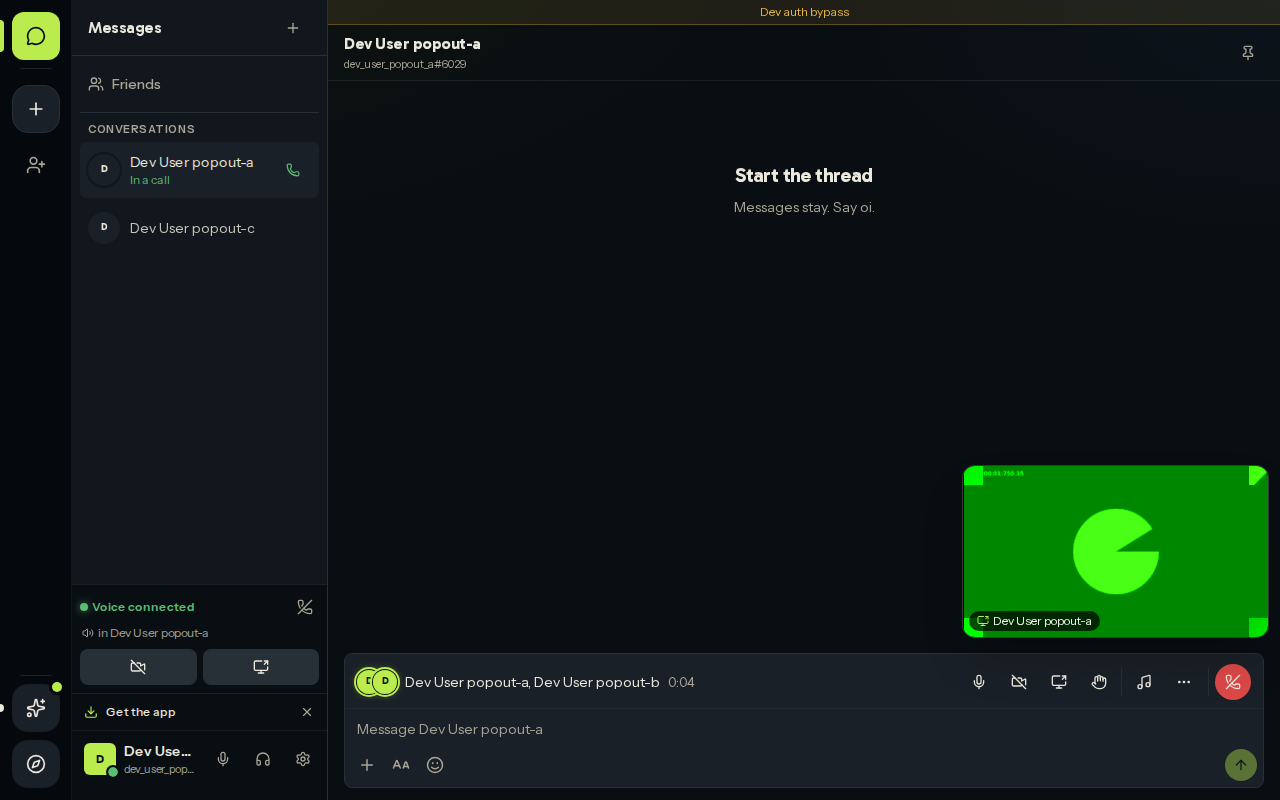 Messages
Friends
CONVERSATIONS
D
Dev User popout-a
In a call
D
Dev User popout-c
Voice connected
in Dev User popout-a
Get the app
D
Dev Use...
dev_user_pop...
Dev auth bypass
Dev User popout-a
dev_user_popout_a#6029
Start the thread
Messages stay. Say oi.
Dev User popout-a
D
Dev User popout-a, Dev User popout-b 0:04
Message Dev User popout-a
AA